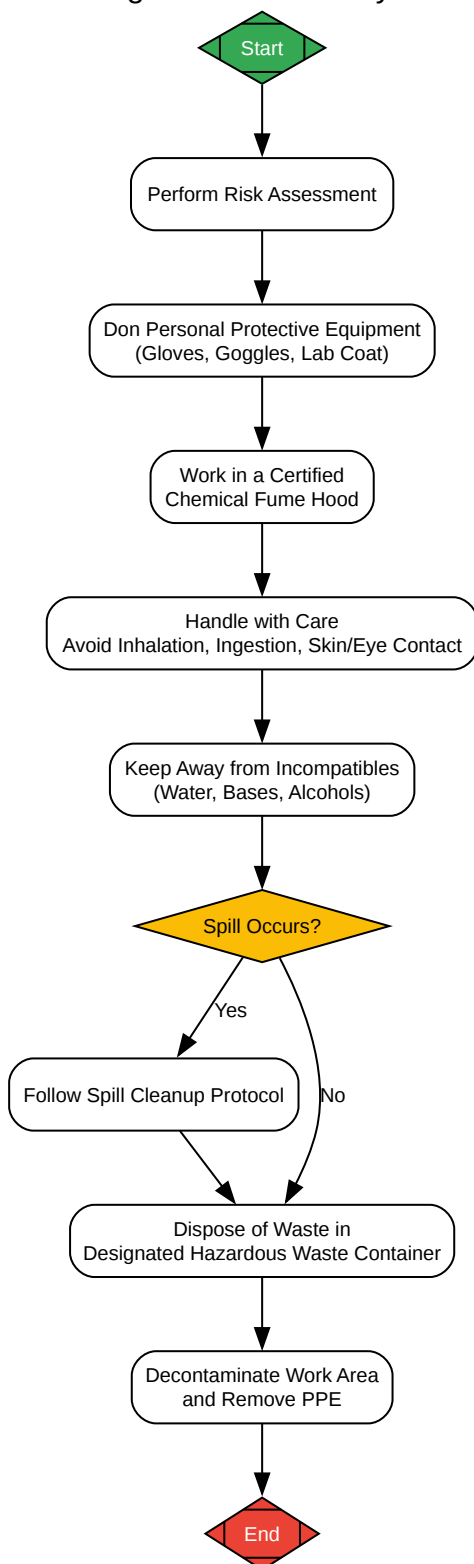 Start
Perform Risk Assessment
Don Personal Protective Equipment
(Gloves, Goggles, Lab Coat)
Work in a Certified
Chemical Fume Hood
Handle with Care
Avoid Inhalation, Ingestion, Skin/Eye Contact
Keep Away from Incompatibles
(Water, Bases, Alcohols)
Spill Occurs?
Yes
Follow Spill Cleanup Protocol
No
Dispose of Waste in
Designated Hazardous Waste Container
Decontaminate Work Area
and Remove PPE
End